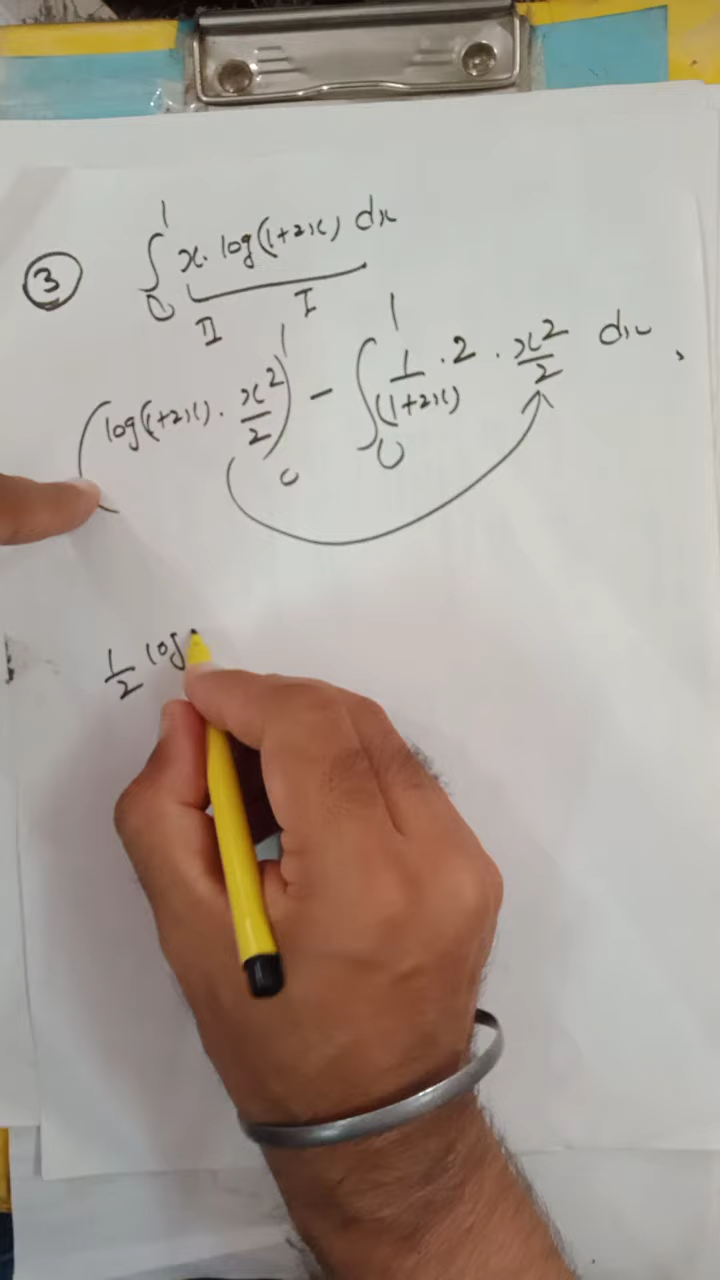 ③ ∫₀¹ x. log(1+2x) dx
II I
(log(1+2x) . x²/2)₀¹ - ∫₀¹ 1/(1+2x) . 2 . x²/2 dx,
1/2 log